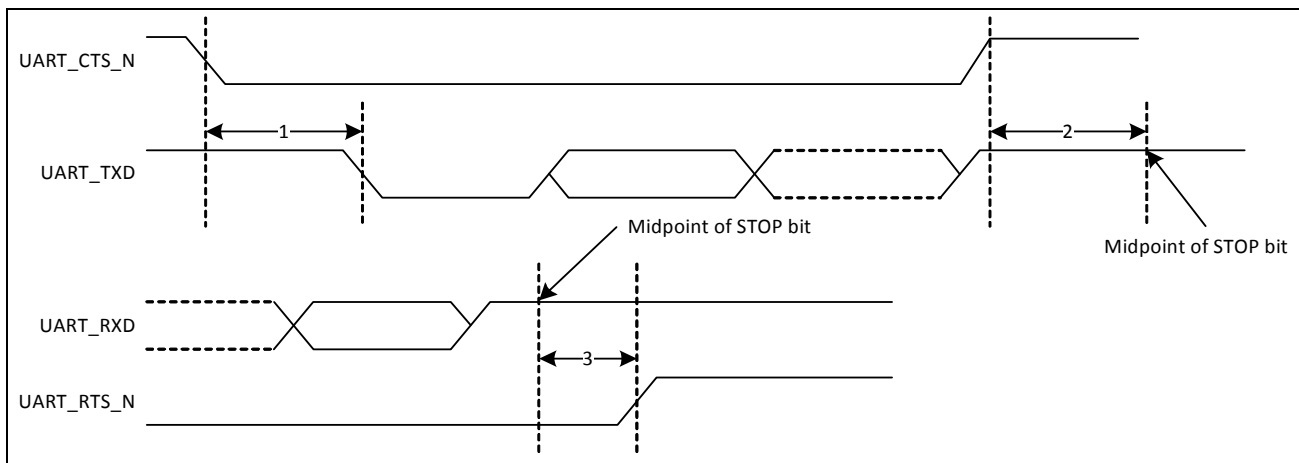 UART_CTS_N
1
2
UART_TXD
Midpoint of STOP bit
Midpoint of STOP bit
UART_RXD
3
UART_RTS_N